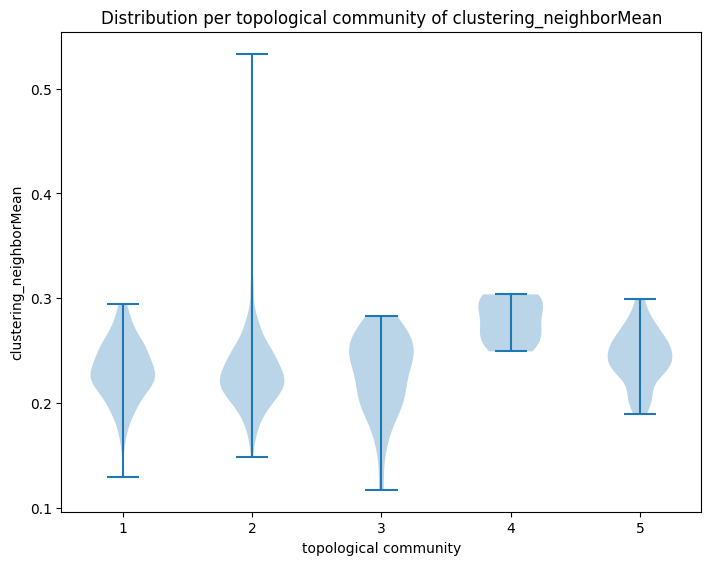 Distribution per topological community of clustering_neighborMean
clustering_neighborMean
0.5
0.4
0.3
0.2
0.1
1 2 3 4 5
topological community